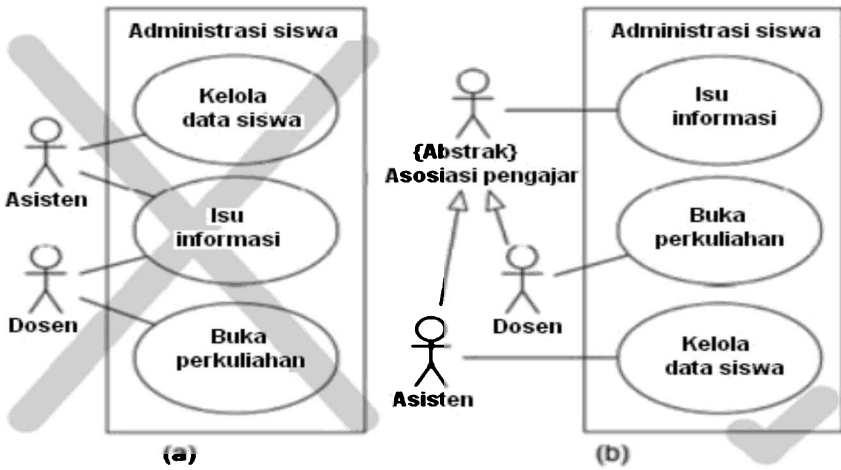 Administrasi siswa
Kelola
data siswa
Asisten
Isu
informasi
Dosen
Buka
perkuliahan
(a)
Administrasi siswa
Isu
informasi
{Abstrak}
Asosiasi pengajar
Buka
perkuliahan
Dosen
Kelola
data siswa
Asisten
(b)